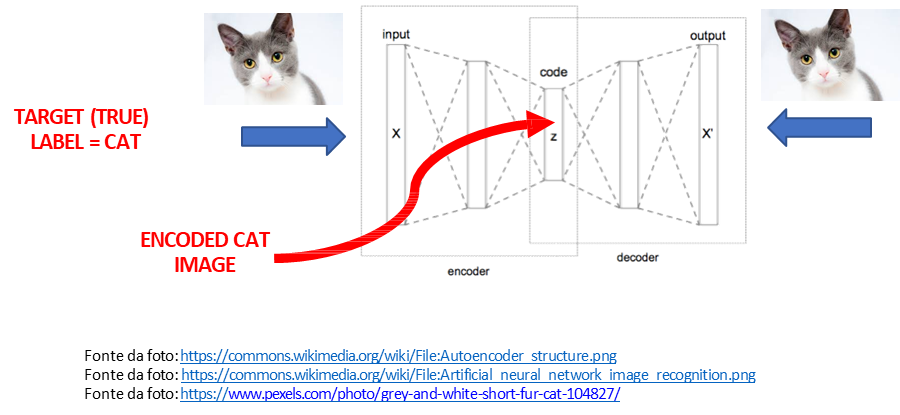 input
output
code
TARGET (TRUE)
LABEL = CAT
X
z
X'
ENCODED CAT
IMAGE
encoder
decoder
Fonte da foto: https://commons.wikimedia.org/wiki/File:Autoencoder_structure.png
Fonte da foto: https://commons.wikimedia.org/wiki/File:Artificial_neural_network_image_recognition.png
Fonte da foto: https://www.pexels.com/photo/grey-and-white-short-fur-cat-104827/